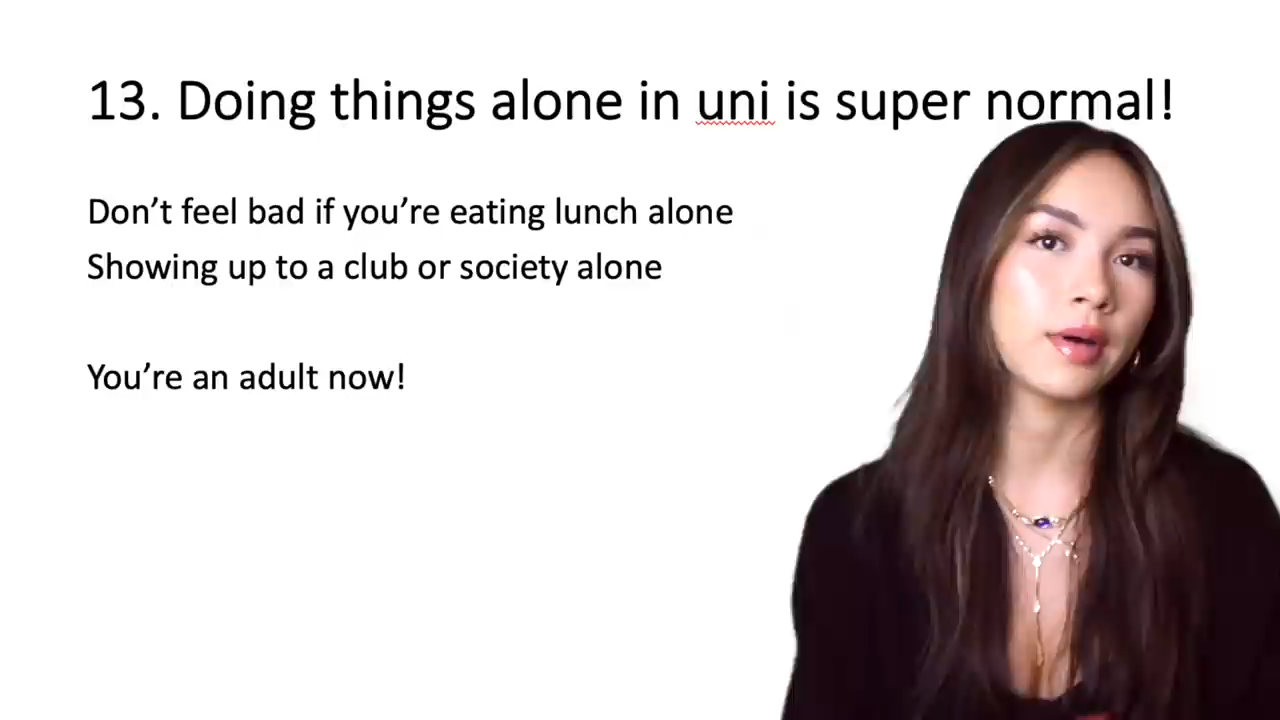 13. Doing things alone in uni is super normal!
Don’t feel bad if you’re eating lunch alone
Showing up to a club or society alone
You’re an adult now!